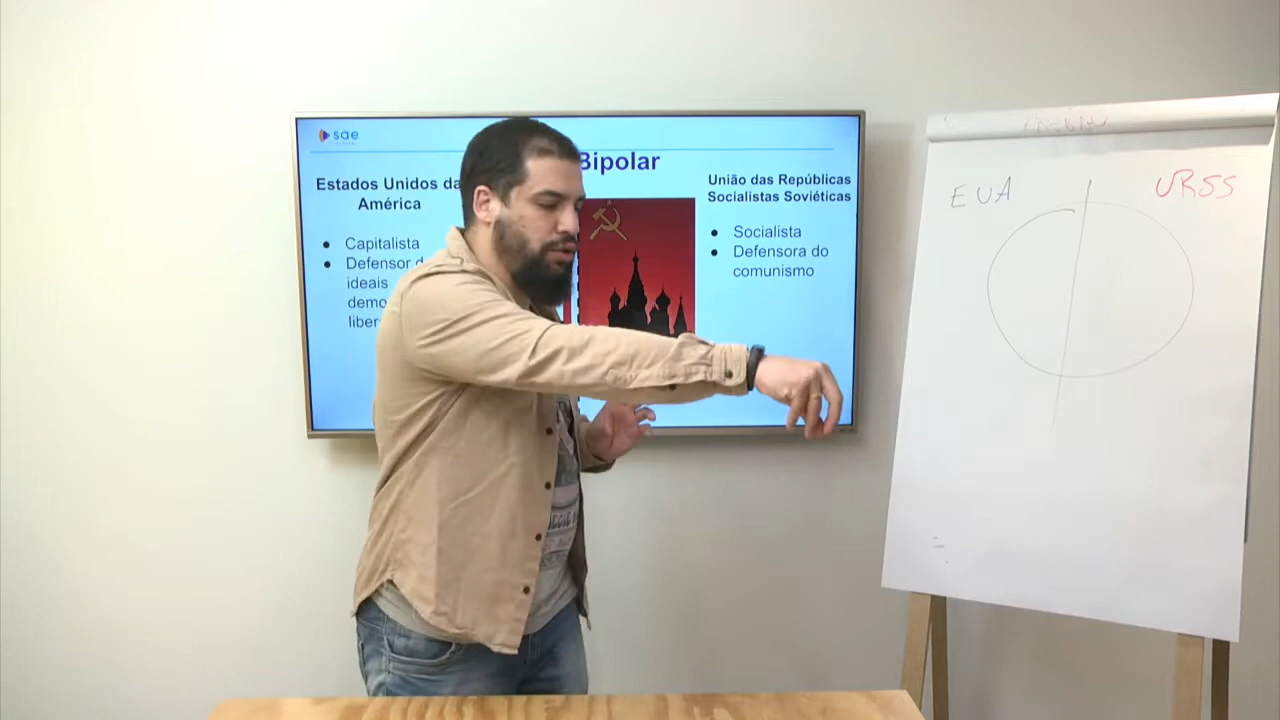 sae
Bipolar
Estados Unidos da
América
Capitalista
Defensor d
ideais
demo
liber
União das Repúblicas
Socialistas Soviéticas
Socialista
Defensora do
comunismo
EUA
URSS